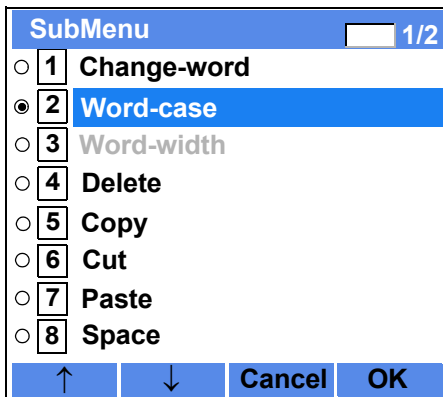 SubMenu 1/2
1 Change-word
2 Word-case
3 Word-width
4 Delete
5 Copy
6 Cut
7 Paste
8 Space
↑ ↓ Cancel OK